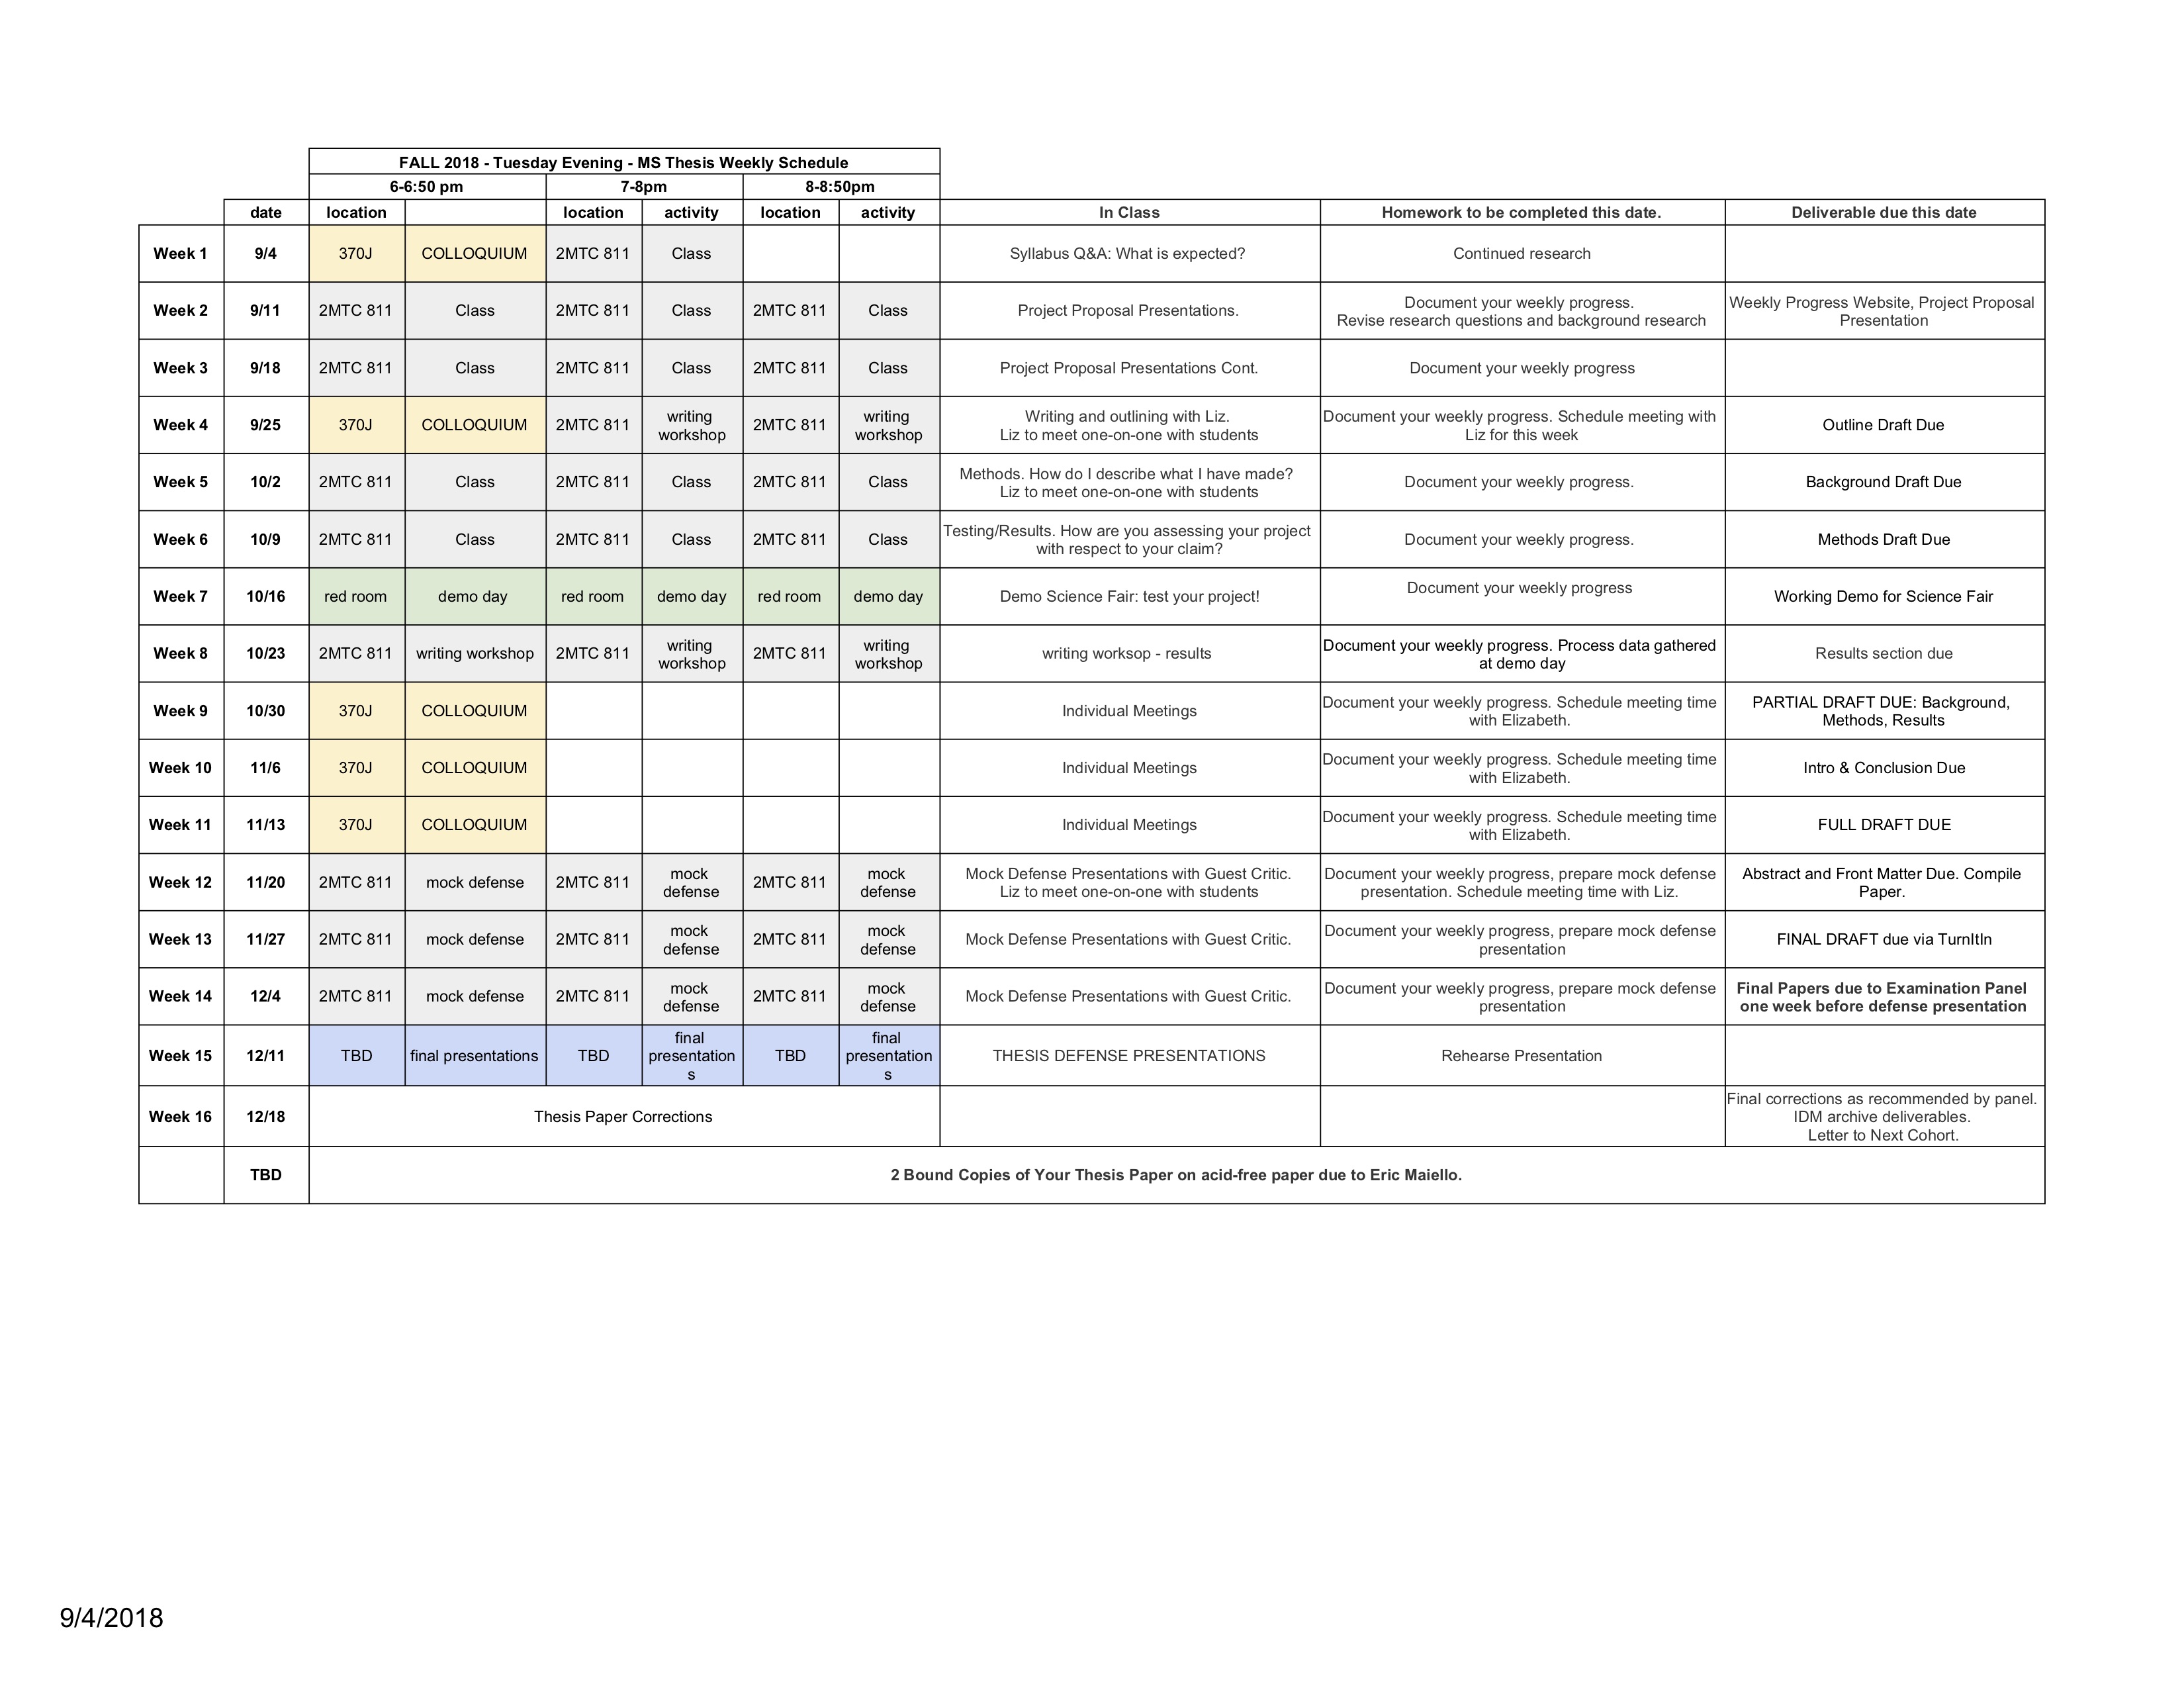 FALL 2018 - Tuesday Evening - MS Thesis Weekly Schedule
6-6:50 pm 7-8pm 8-8:50pm
date location location activity location activity In Class Homework to be completed this date. Deliverable due this date
Week 1 9/4 370J COLLOQUIUM 2MTC 811 Class Syllabus Q&A: What is expected? Continued research
Week 2 9/11 2MTC 811 Class 2MTC 811 Class 2MTC 811 Class Project Proposal Presentations. Document your weekly progress.
Revise research questions and background research
Weekly Progress Website, Project Proposal
Presentation
Week 3 9/18 2MTC 811 Class 2MTC 811 Class 2MTC 811 Class Project Proposal Presentations Cont. Document your weekly progress
Week 4 9/25 370J COLLOQUIUM 2MTC 811 writing
workshop
2MTC 811 writing
workshop
Writing and outlining with Liz.
Liz to meet one-on-one with students
Document your weekly progress. Schedule meeting with
Liz for this week
Outline Draft Due
Week 5 10/2 2MTC 811 Class 2MTC 811 Class 2MTC 811 Class Methods. How do I describe what I have made?
Liz to meet one-on-one with students
Document your weekly progress. Background Draft Due
Week 6 10/9 2MTC 811 Class 2MTC 811 Class 2MTC 811 Class Testing/Results. How are you assessing your project
with respect to your claim?
Document your weekly progress. Methods Draft Due
Week 7 10/16 red room demo day red room demo day red room demo day Demo Science Fair: test your project! Document your weekly progress Working Demo for Science Fair
Week 8 10/23 2MTC 811 writing workshop 2MTC 811 writing
workshop
2MTC 811 writing
workshop
writing worksop - results Document your weekly progress. Process data gathered
at demo day
Results section due
Week 9 10/30 370J COLLOQUIUM Individual Meetings Document your weekly progress. Schedule meeting time
with Elizabeth.
PARTIAL DRAFT DUE: Background,
Methods, Results
Week 10 11/6 370J COLLOQUIUM Individual Meetings Document your weekly progress. Schedule meeting time
with Elizabeth.
Intro & Conclusion Due
Week 11 11/13 370J COLLOQUIUM Individual Meetings Document your weekly progress. Schedule meeting time
with Elizabeth.
FULL DRAFT DUE
Week 12 11/20 2MTC 811 mock defense 2MTC 811 mock
defense
2MTC 811 mock
defense
Mock Defense Presentations with Guest Critic.
Liz to meet one-on-one with students
Document your weekly progress, prepare mock defense
presentation. Schedule meeting time with Liz.
Abstract and Front Matter Due. Compile
Paper.
Week 13 11/27 2MTC 811 mock defense 2MTC 811 mock
defense
2MTC 811 mock
defense
Mock Defense Presentations with Guest Critic. Document your weekly progress, prepare mock defense
presentation
FINAL DRAFT due via TurnItIn
Week 14 12/4 2MTC 811 mock defense 2MTC 811 mock
defense
2MTC 811 mock
defense
Mock Defense Presentations with Guest Critic. Document your weekly progress, prepare mock defense
presentation
Final Papers due to Examination Panel
one week before defense presentation
Week 15 12/11 TBD final presentations TBD final
presentation
s
TBD final
presentation
s
THESIS DEFENSE PRESENTATIONS Rehearse Presentation
Week 16 12/18 Thesis Paper Corrections Final corrections as recommended by panel.
IDM archive deliverables.
Letter to Next Cohort.
TBD 2 Bound Copies of Your Thesis Paper on acid-free paper due to Eric Maiello.
9/4/2018